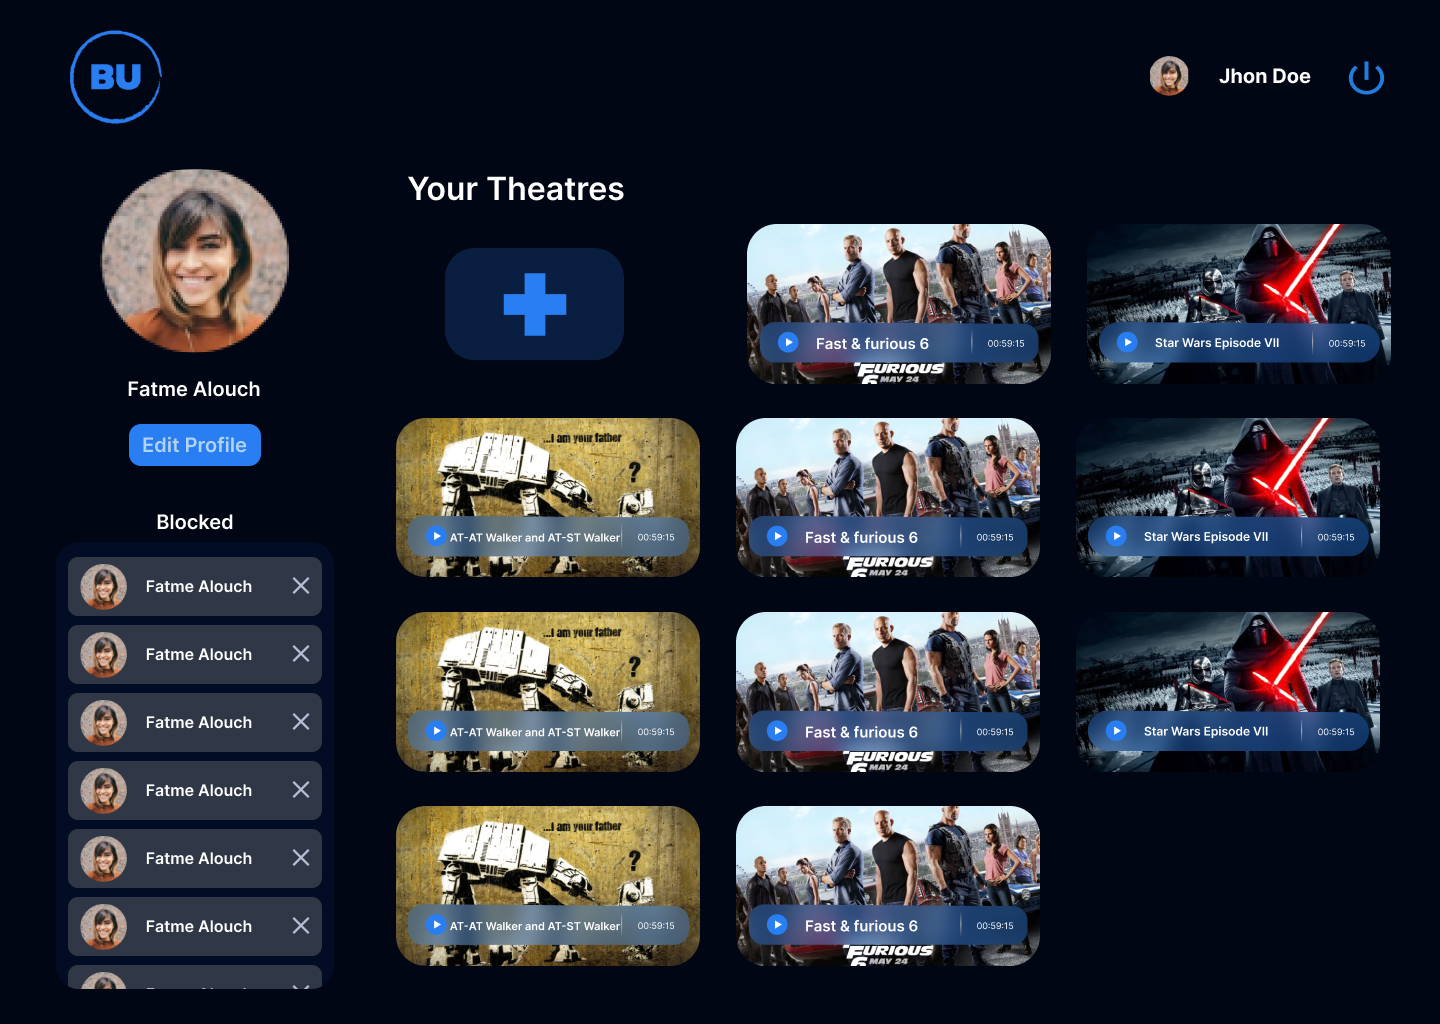 BU
Jhon Doe
Your Theatres
Fatme Alouch
Edit Profile
Blocked
Fatme Alouch
Fatme Alouch
Fatme Alouch
Fatme Alouch
Fatme Alouch
Fatme Alouch
Fast & furious 6
00:59:15
FURIOUS
6 MAY 24
Star Wars Episode VII
00:59:15
...I am your father
?
AT-AT Walker and AT-ST Walker
00:59:15
Fast & furious 6
00:59:15
FURIOUS
6 MAY 24
Star Wars Episode VII
00:59:15
...I am your father
?
AT-AT Walker and AT-ST Walker
00:59:15
Fast & furious 6
00:59:15
FURIOUS
6 MAY 24
Star Wars Episode VII
00:59:15
...I am your father
?
AT-AT Walker and AT-ST Walker
00:59:15
Fast & furious 6
00:59:15
FURIOUS
6 MAY 24